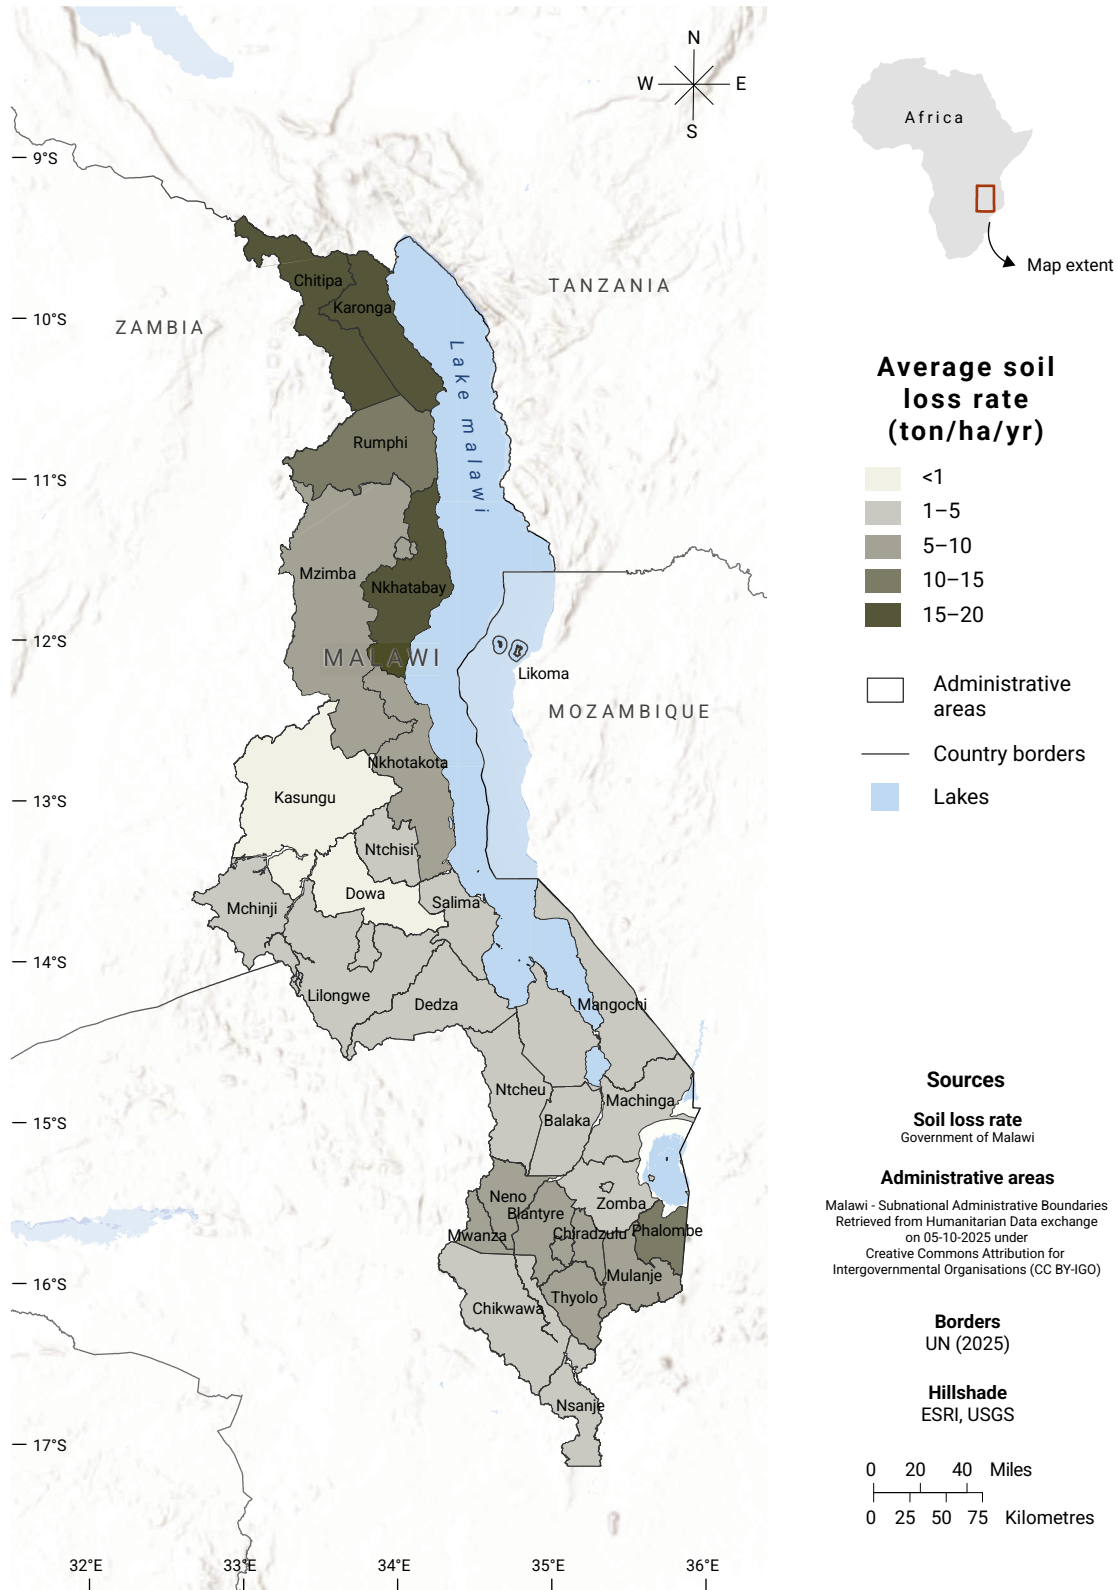 N
W
E
S
Africa
Map extent
9°S
10°S
11°S
12°S
13°S
14°S
15°S
16°S
17°S
32°E
33°E
34°E
35°E
36°E
TANZANIA
ZAMBIA
MALAWI
MOZAMBIQUE
Lake malawi
Chitipa
Karonga
Rumphi
Mzimba
Nkhatabay
Likoma
Nkhotakota
Kasungu
Ntchisi
Dowa
Salima
Mchinji
Lilongwe
Dedza
Mangochi
Ntcheu
Machinga
Balaka
Neno
Zomba
Blantyre
Chiradzulu
Phalombe
Mwanza
Mulanje
Thyolo
Chikwawa
Nsanje
Average soil
loss rate
(ton/ha/yr)
<1
1–5
5–10
10–15
15–20
Administrative
areas
Country borders
Lakes
Sources
Soil loss rate
Government of Malawi
Administrative areas
Malawi - Subnational Administrative Boundaries
Retrieved from Humanitarian Data exchange
on 05-10-2025 under
Creative Commons Attribution for
Intergovernmental Organisations (CC BY-IGO)
Borders
UN (2025)
Hillshade
ESRI, USGS
0 20 40 Miles
0 25 50 75 Kilometres